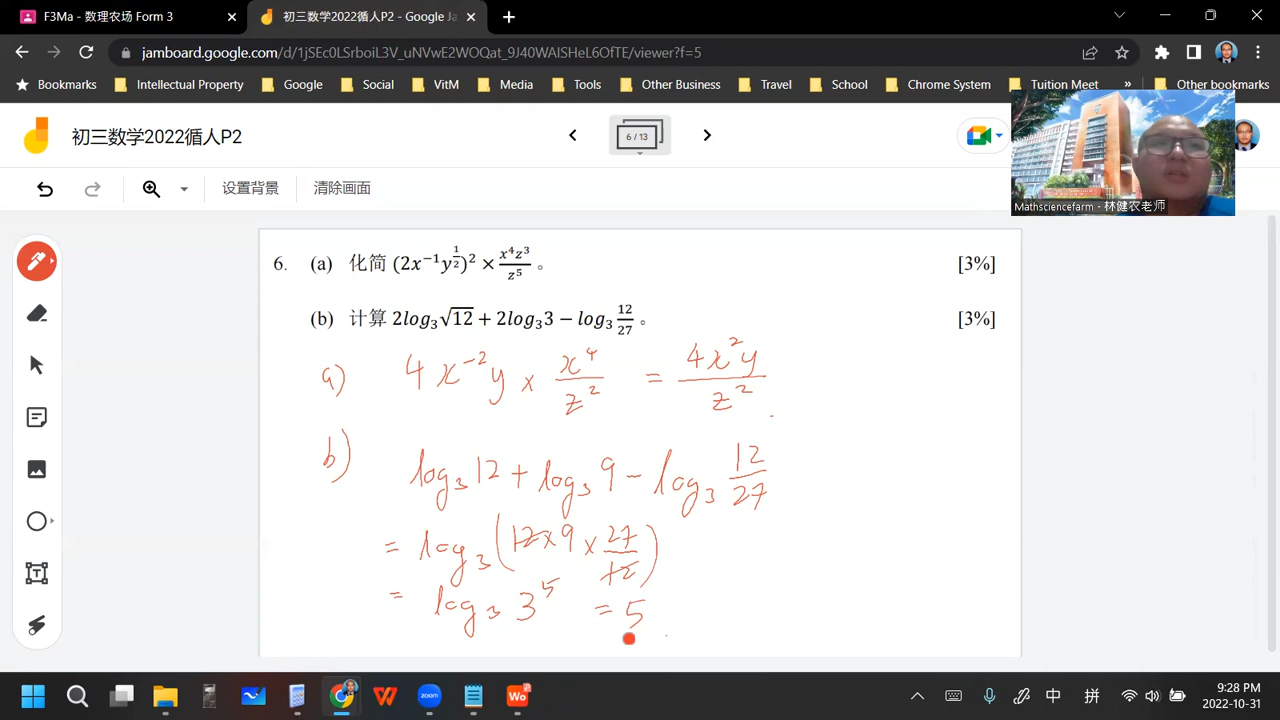 F3Ma - 数理农场 Form 3
初三数学2022循人P2 - Google Ja
jamboard.google.com/d/1jSEc0LSrboiL3V_uNvWE2WOQat_9J40WAISHeL6OfTE/viewer?f=5
Bookmarks Intellectual Property Google Social VitM Media Tools Other Business Travel School Chrome System Tuition Meet » Other bookmarks
初三数学2022循人P2
6 / 13
设置背景 清除画面
Mathsciencefarm - 林健农老师
6. (a) 化简 (2x⁻¹y^{1/2})² × x⁴z³/z⁵ 。 [3%]
(b) 计算 2log₃√12 + 2log₃3 − log₃ 12/27 。 [3%]
a) 4x⁻²y × x⁴/z² = 4x²y/z²
b) log₃12 + log₃9 − log₃ 12/27
= log₃(12×9 × 27/12)
= log₃3⁵ = 5
中 拼 9:28 PM
2022-10-31